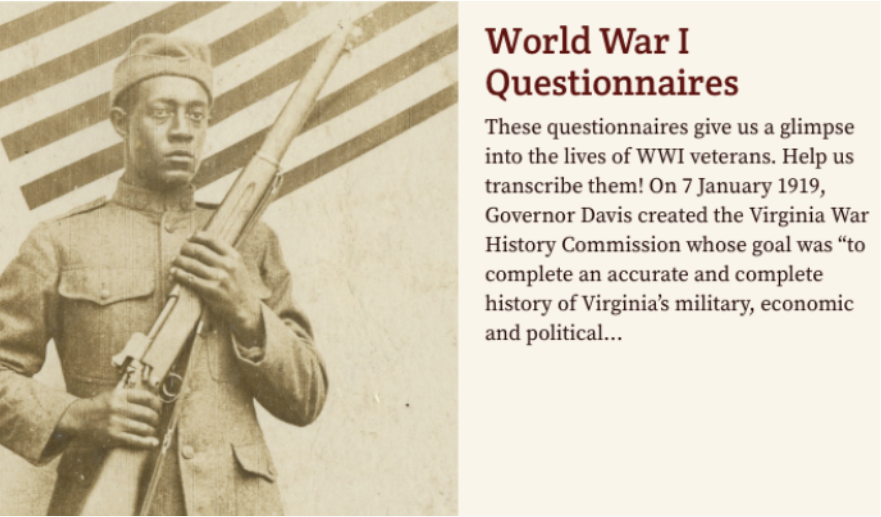 World War I
Questionnaires
These questionnaires give us a glimpse
into the lives of WWI veterans. Help us
transcribe them! On 7 January 1919,
Governor Davis created the Virginia War
History Commission whose goal was “to
complete an accurate and complete
history of Virginia’s military, economic
and political...